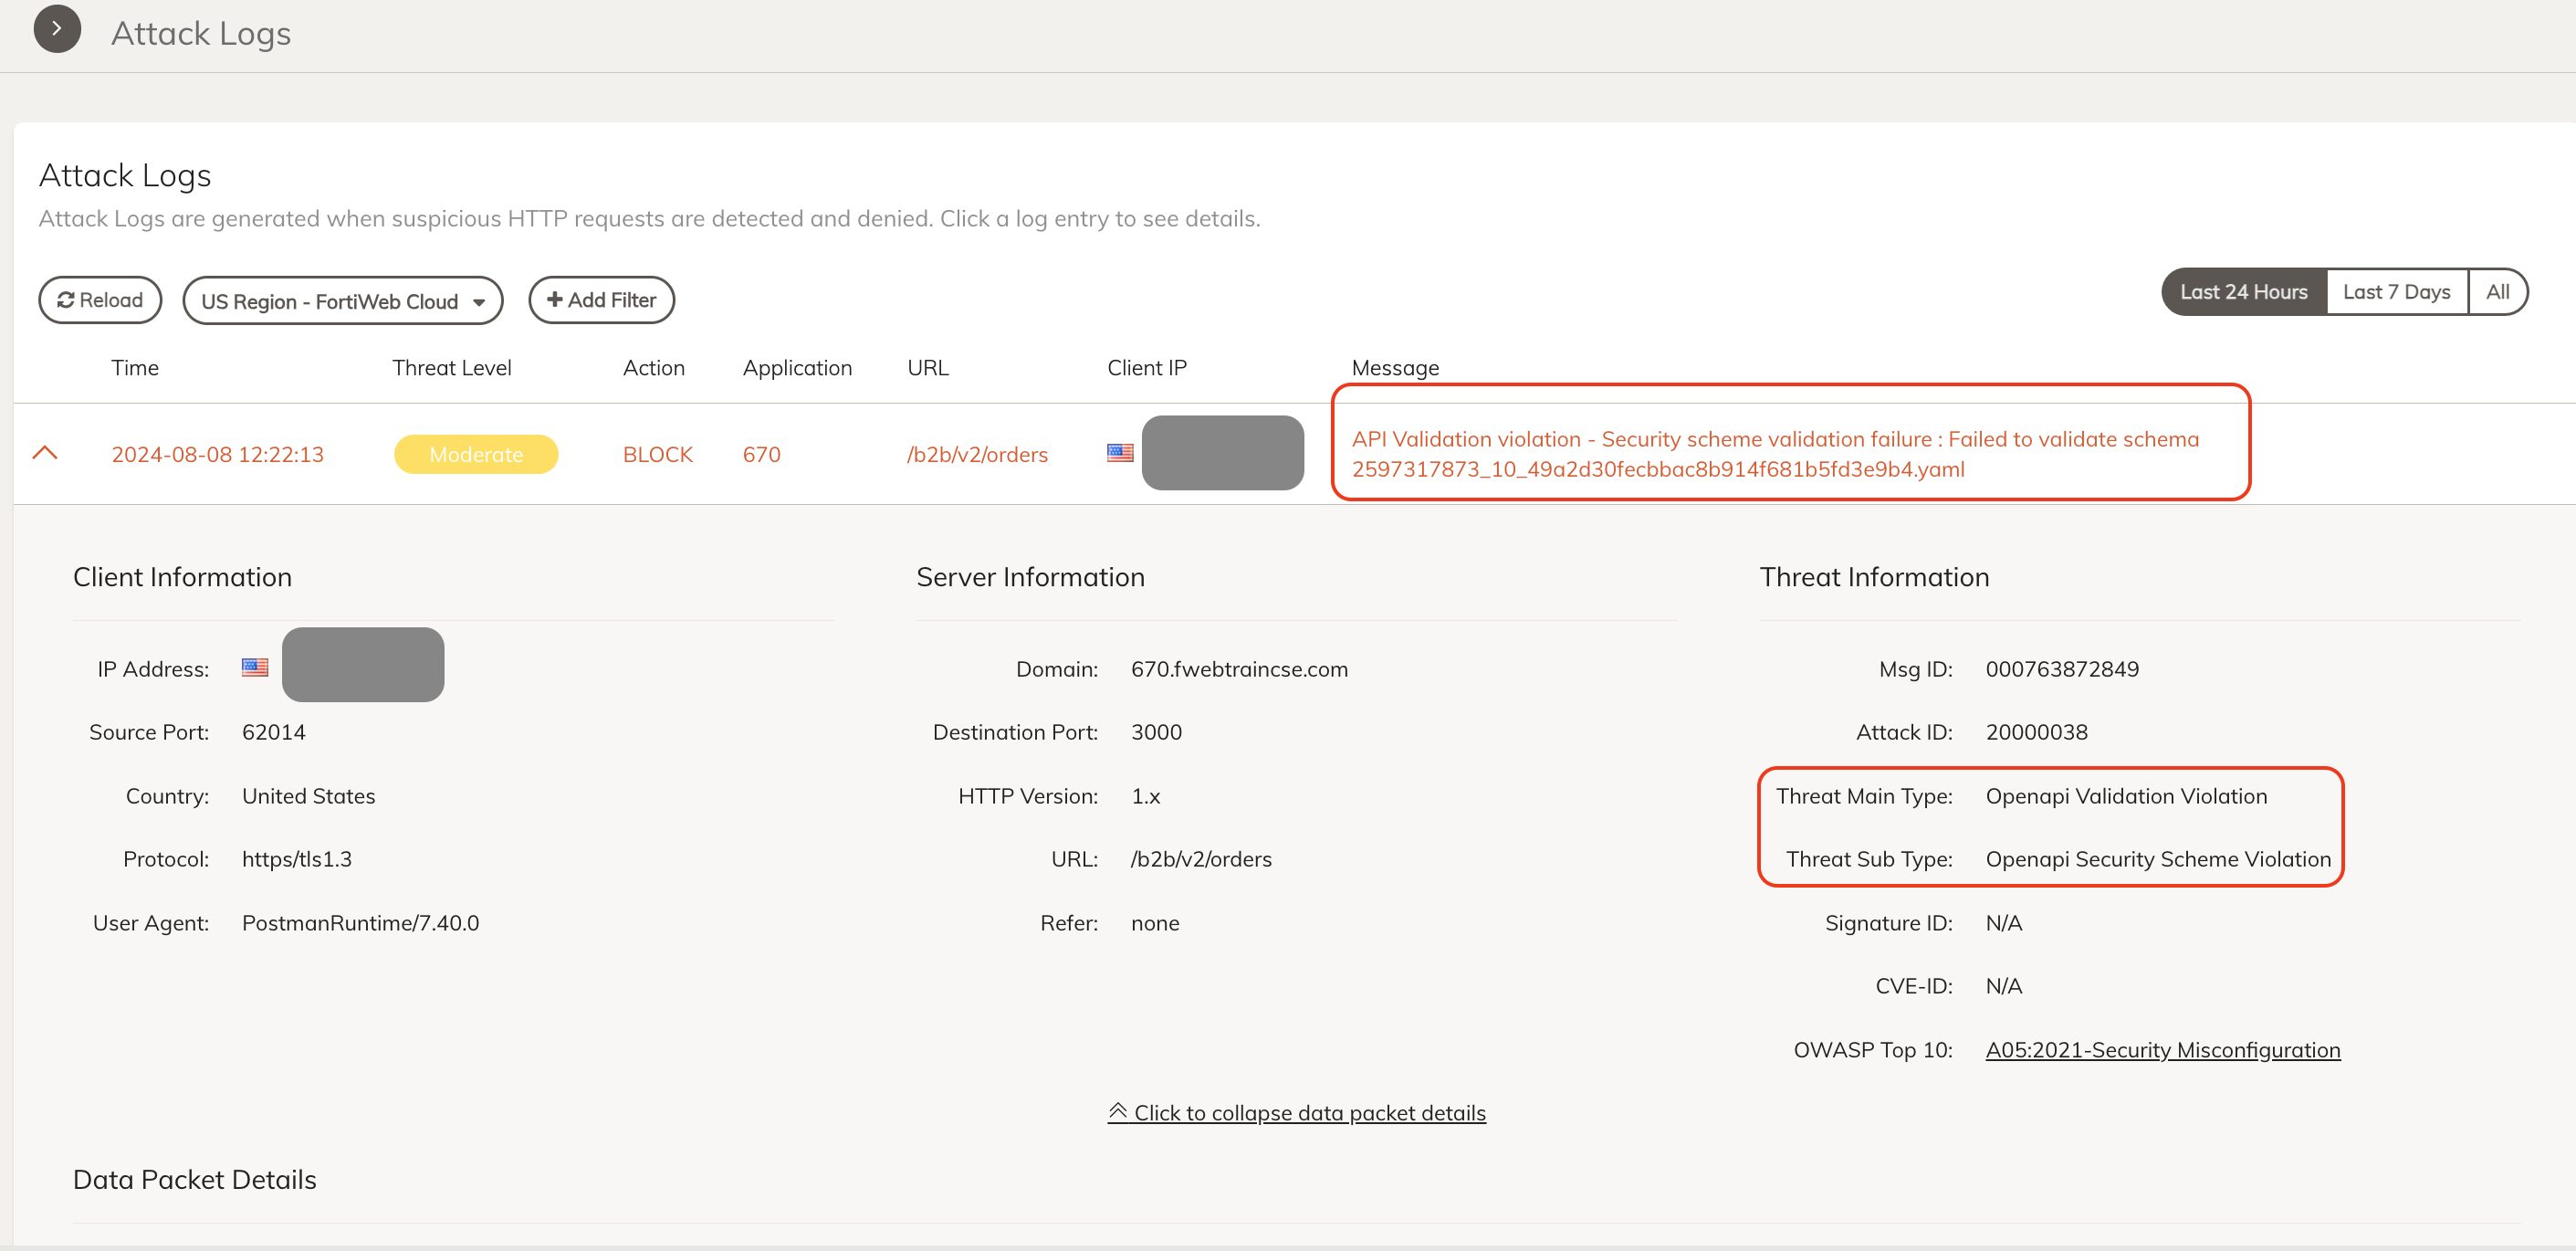 Attack Logs
Attack Logs
Attack Logs are generated when suspicious HTTP requests are detected and denied. Click a log entry to see details.
Reload
US Region - FortiWeb Cloud
Add Filter
Last 24 Hours
Last 7 Days
All
Time
Threat Level
Action
Application
URL
Client IP
Message
2024-08-08 12:22:13
Moderate
BLOCK
670
/b2b/v2/orders
API Validation violation - Security scheme validation failure : Failed to validate schema
2597317873_10_49a2d30fecbbac8b914f681b5fd3e9b4.yaml
Client Information
IP Address:
Source Port: 62014
Country: United States
Protocol: https/tls1.3
User Agent: PostmanRuntime/7.40.0
Server Information
Domain: 670.fwebtraincse.com
Destination Port: 3000
HTTP Version: 1.x
URL: /b2b/v2/orders
Refer: none
Threat Information
Msg ID: 000763872849
Attack ID: 20000038
Threat Main Type: Openapi Validation Violation
Threat Sub Type: Openapi Security Scheme Violation
Signature ID: N/A
CVE-ID: N/A
OWASP Top 10: A05:2021-Security Misconfiguration
Click to collapse data packet details
Data Packet Details